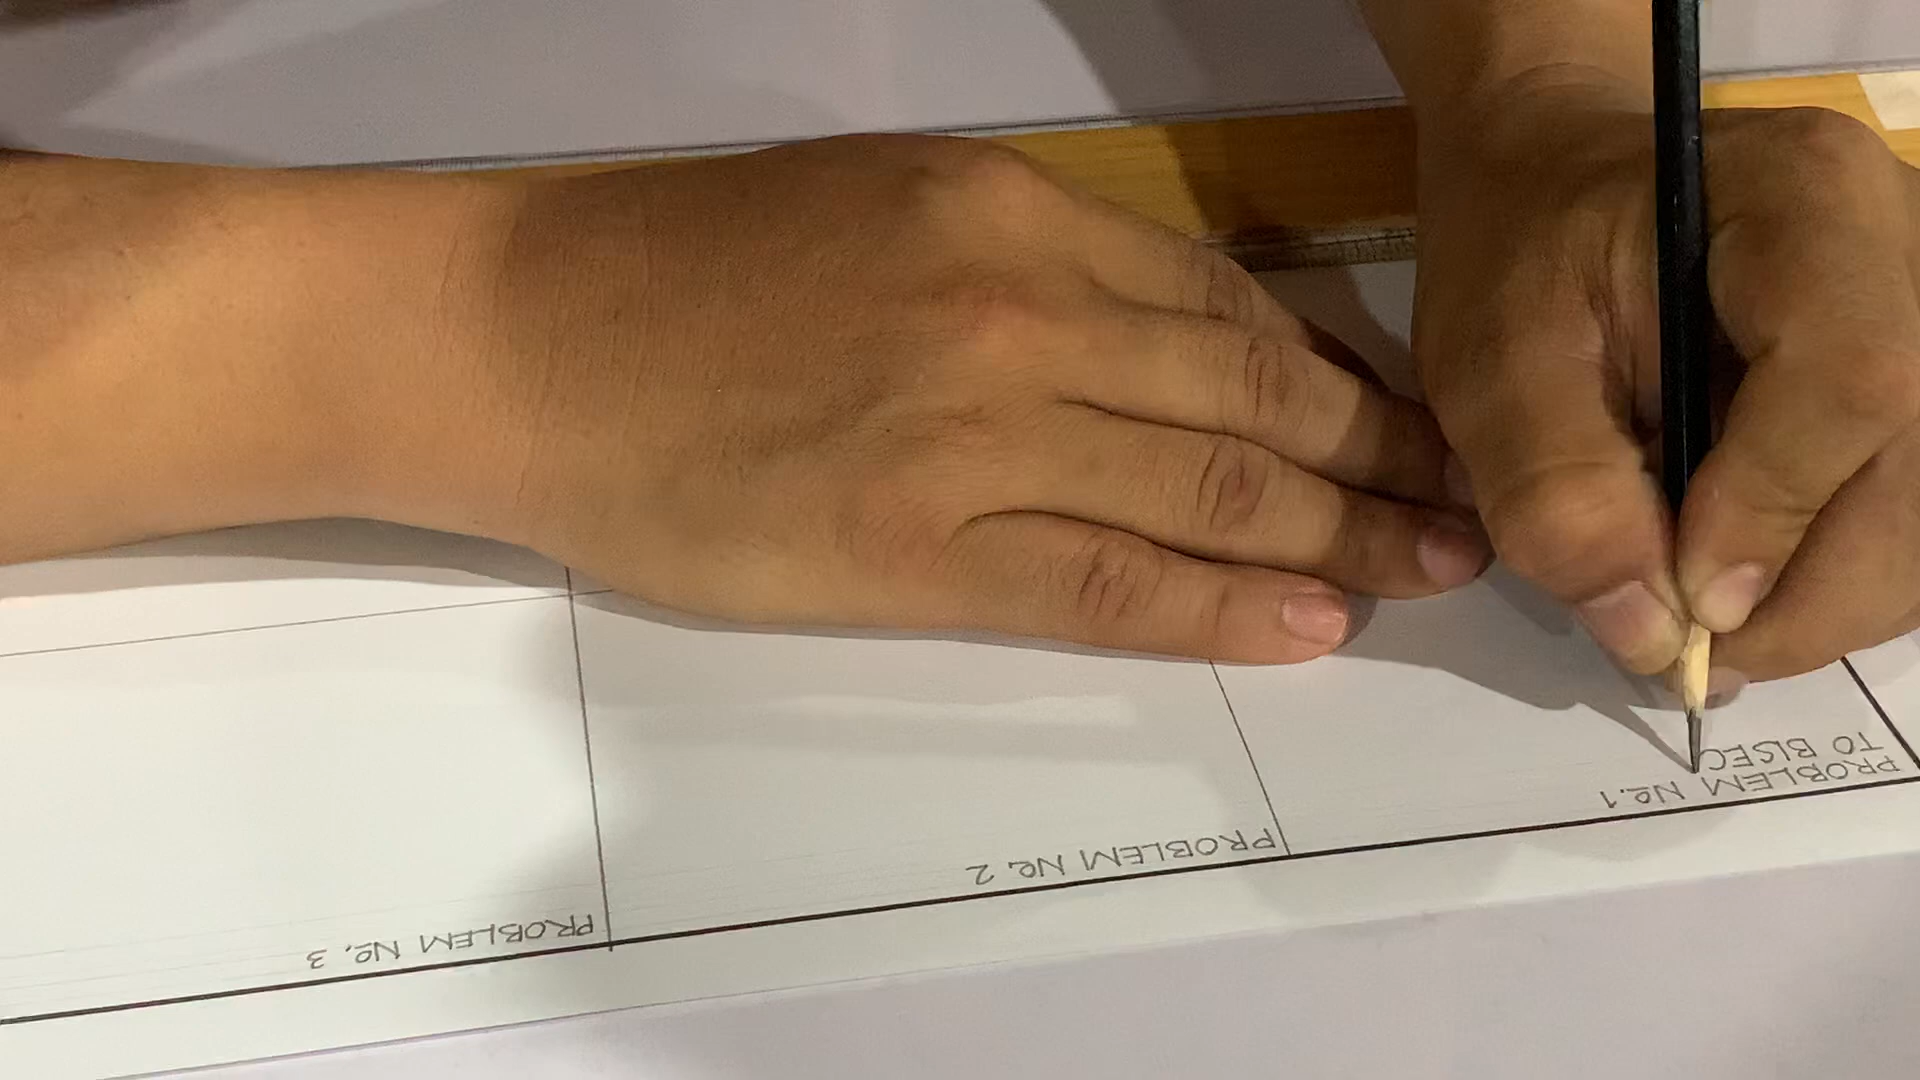 PROBLEM Nº.1
TO BISEC
PROBLEM Nº. 2
PROBLEM Nº. 3